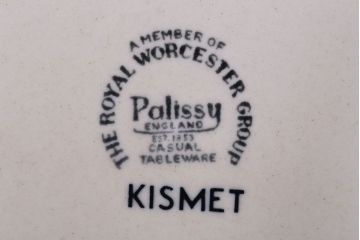 A MEMBER OF
THE ROYAL WORCESTER GROUP
Palissy
ENGLAND
EST. 1853
CASUAL
TABLEWARE
KISMET